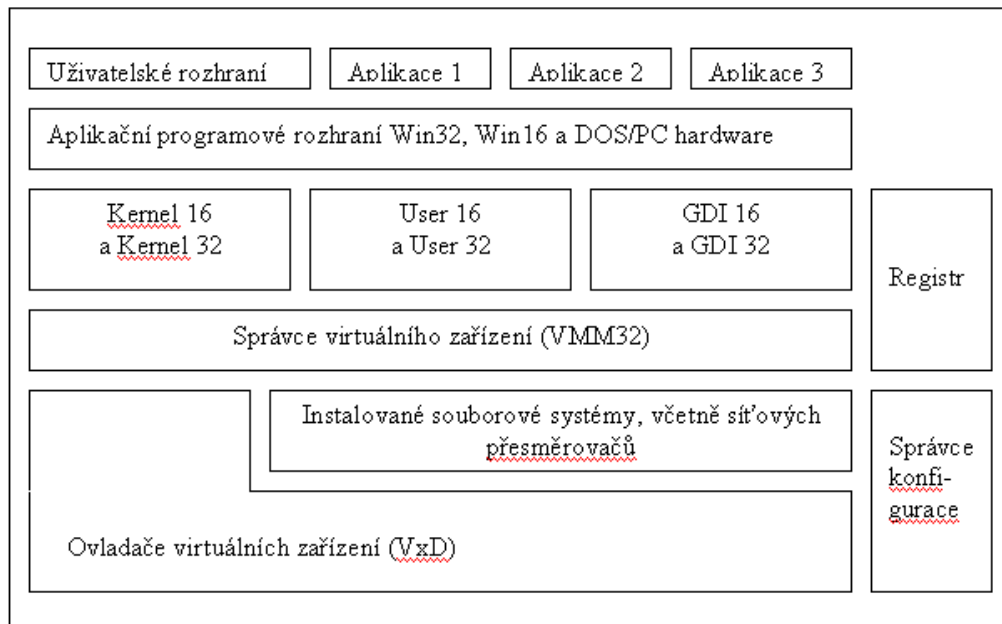 Uživatelské rozhraní
Aplikace 1
Aplikace 2
Aplikace 3
Aplikační programové rozhraní Win32, Win16 a DOS/PC hardware
Kernel 16
a Kernel 32
User 16
a User 32
GDI 16
a GDI 32
Registr
Správce virtuálního zařízení (VMM32)
Instalované souborové systémy, včetně síťových
přesměrovačů
Správce
konfi-
gurace
Ovladače virtuálních zařízení (VxD)